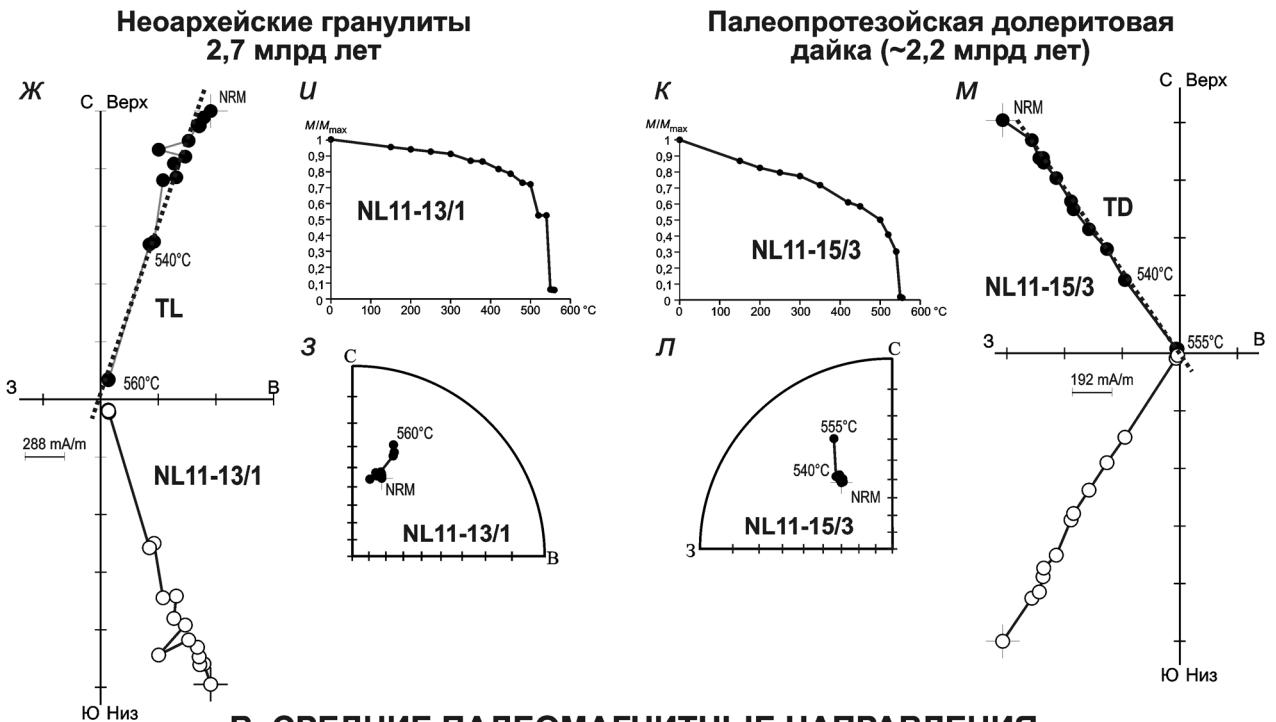 Неоархейские гранулиты
2,7 млрд лет
Палеопротезойская долеритовая
дайка (~2,2 млрд лет)
ж
С Верх
NRM
540°C
TL
560°C
З
В
288 mA/m
NL11-13/1
Ю Низ
и
M/Mmax
1
0,9
0,8
0,7
0,6
0,5
0,4
0,3
0,2
0,1
0
NL11-13/1
0 100 200 300 400 500 600 °C
з
С
560°C
NRM
NL11-13/1
В
к
M/Mmax
1
0,9
0,8
0,7
0,6
0,5
0,4
0,3
0,2
0,1
0
NL11-15/3
0 100 200 300 400 500 600 °C
л
С
555°C
540°C
NRM
NL11-15/3
З
м
С Верх
NRM
TD
540°C
NL11-15/3
555°C
З
В
192 mA/m
Ю Низ
В. СРЕДНИЕ ПАЛЕОМАГНИТНЫЕ НАПРАВЛЕНИЯ